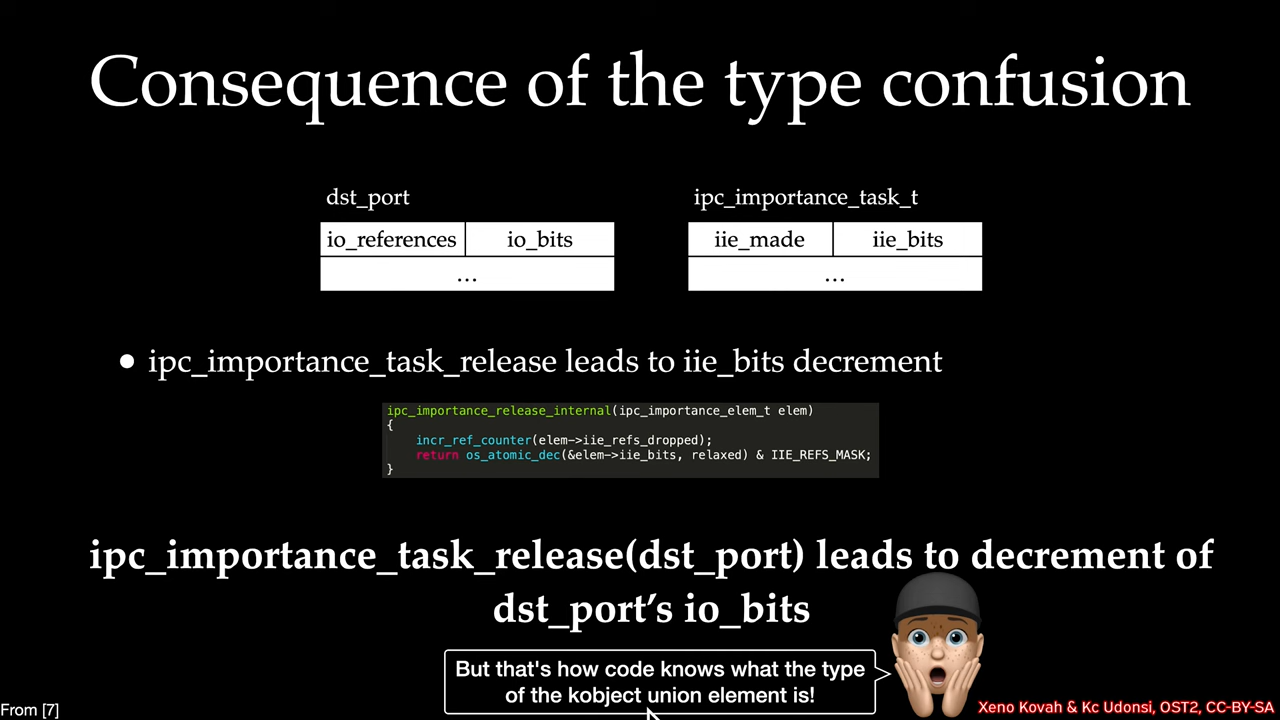 Consequence of the type confusion
dst_port
ipc_importance_task_t
io_references
io_bits
iie_made
iie_bits
...
...
• ipc_importance_task_release leads to iie_bits decrement
ipc_importance_release_internal(ipc_importance_elem_t elem)
{
incr_ref_counter(elem->iie_refs_dropped);
return os_atomic_dec(&elem->iie_bits, relaxed) & IIE_REFS_MASK;
}
ipc_importance_task_release(dst_port) leads to decrement of
dst_port’s io_bits
But that's how code knows what the type
of the kobject union element is!
From [7]
Xeno Kovah & Kc Udonsi, OST2, CC-BY-SA